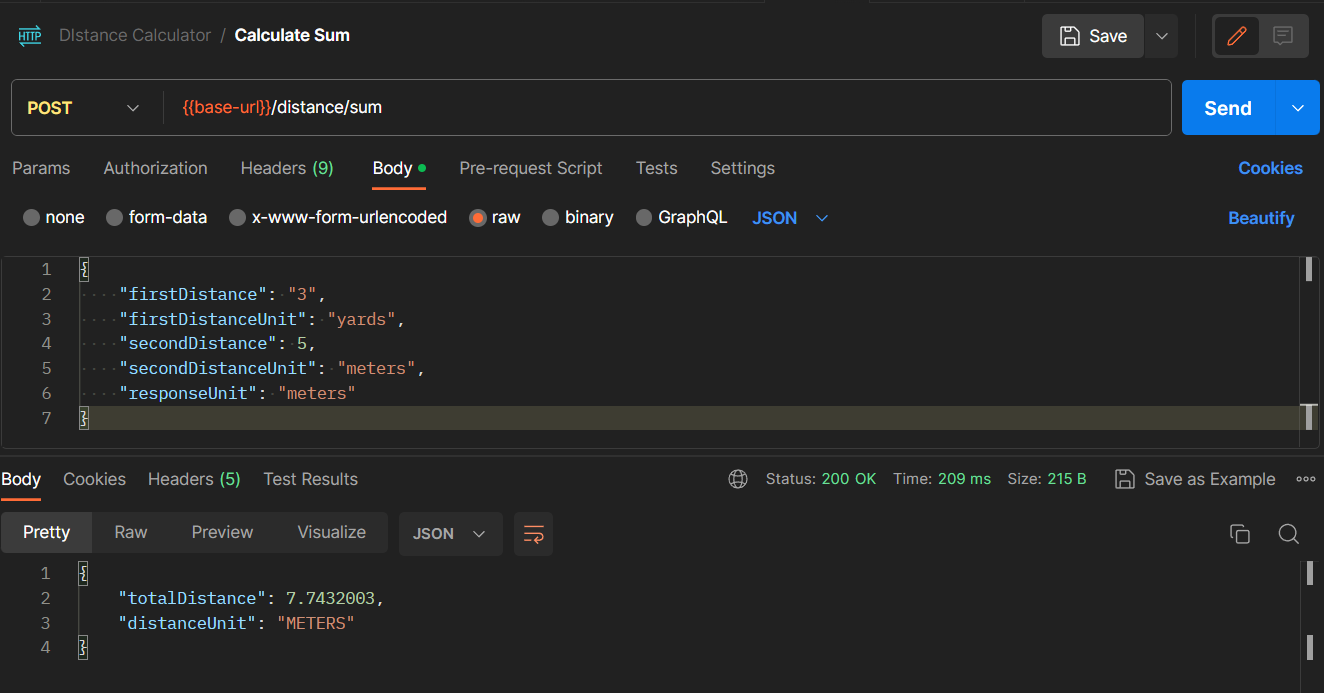 HTTP DIstance Calculator / Calculate Sum Save
POST {{base-url}}/distance/sum Send
Params Authorization Headers (9) Body Pre-request Script Tests Settings Cookies
none form-data x-www-form-urlencoded raw binary GraphQL JSON Beautify
1 {
2 "firstDistance": "3",
3 "firstDistanceUnit": "yards",
4 "secondDistance": 5,
5 "secondDistanceUnit": "meters",
6 "responseUnit": "meters"
7 }
Body Cookies Headers (5) Test Results Status: 200 OK Time: 209 ms Size: 215 B Save as Example
Pretty Raw Preview Visualize JSON
1 {
2 "totalDistance": 7.7432003,
3 "distanceUnit": "METERS"
4 }